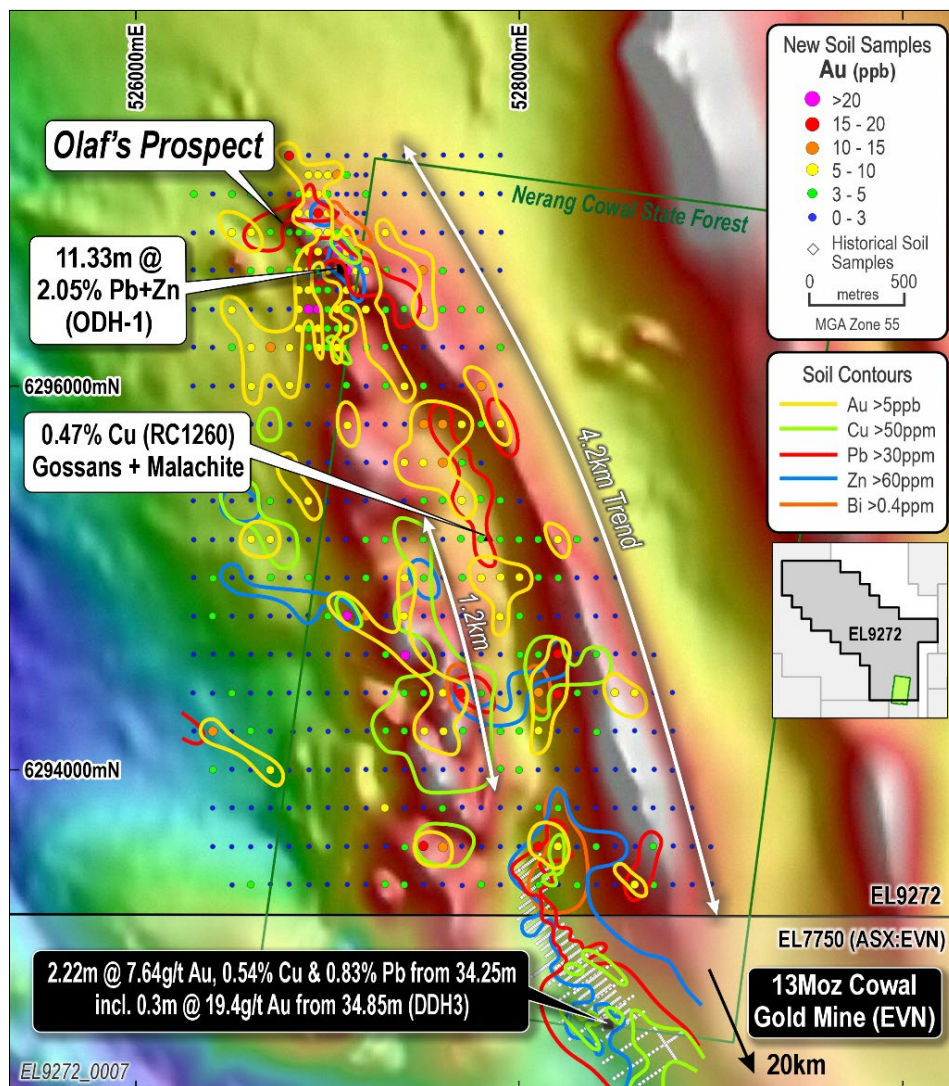 526000mE
528000mE
New Soil Samples
Au (ppb)
>20
15 - 20
10 - 15
5 - 10
3 - 5
0 - 3
Historical Soil
Samples
0
500
metres
MGA Zone 55
Olaf's Prospect
Nerang Cowal State Forest
11.33m @
2.05% Pb+Zn
(ODH-1)
6296000mN
Soil Contours
Au >5ppb
Cu >50ppm
Pb >30ppm
Zn >60ppm
Bi >0.4ppm
0.47% Cu (RC1260)
Gossans + Malachite
4.2km Trend
1.2km
EL9272
6294000mN
EL9272
EL7750 (ASX:EVN)
2.22m @ 7.64g/t Au, 0.54% Cu & 0.83% Pb from 34.25m
incl. 0.3m @ 19.4g/t Au from 34.85m (DDH3)
13Moz Cowal
Gold Mine (EVN)
20km
EL9272_0007